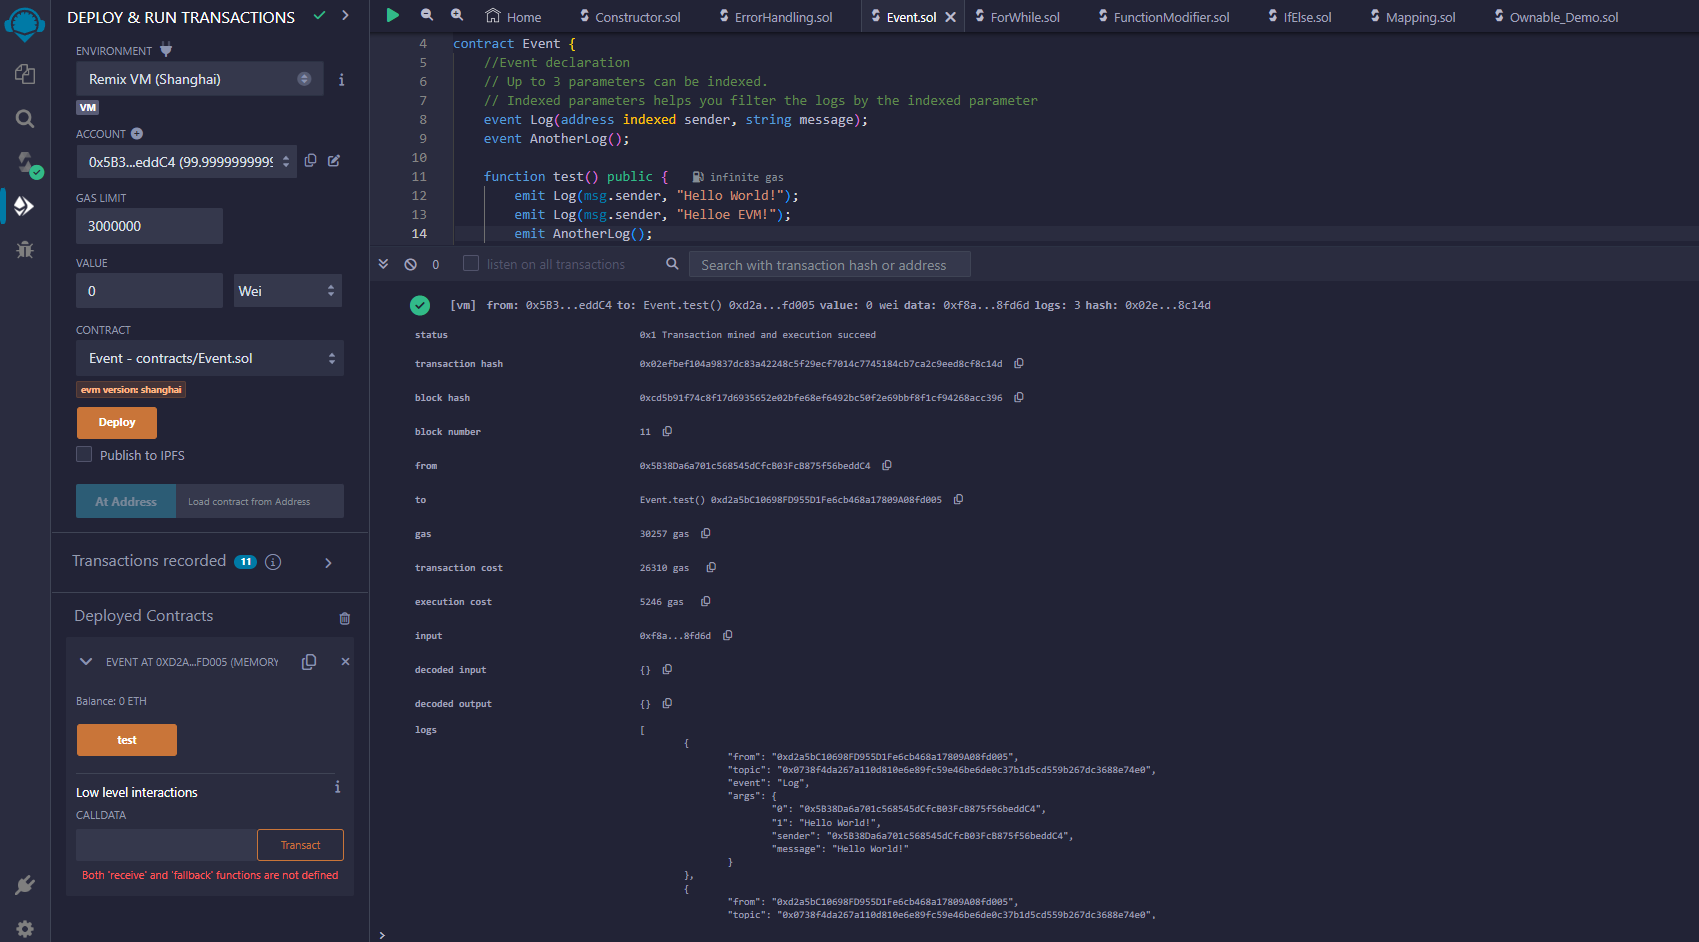 DEPLOY & RUN TRANSACTIONS
ENVIRONMENT
Remix VM (Shanghai)
VM
ACCOUNT
0x5B3...eddC4 (99.9999999999
GAS LIMIT
3000000
VALUE
0
Wei
CONTRACT
Event - contracts/Event.sol
evm version: shanghai
Deploy
Publish to IPFS
At Address
Load contract from Address
Transactions recorded 11
Deployed Contracts
EVENT AT 0XD2A...FD005 (MEMORY
Balance: 0 ETH
test
Low level interactions
CALLDATA
Transact
Both 'receive' and 'fallback' functions are not defined
Home
Constructor.sol
ErrorHandling.sol
Event.sol
ForWhile.sol
FunctionModifier.sol
IfElse.sol
Mapping.sol
Ownable_Demo.sol
4 contract Event {
5 //Event declaration
6 // Up to 3 parameters can be indexed.
7 // Indexed parameters helps you filter the logs by the indexed parameter
8 event Log(address indexed sender, string message);
9 event AnotherLog();
10
11 function test() public { infinite gas
12 emit Log(msg.sender, "Hello World!");
13 emit Log(msg.sender, "Helloe EVM!");
14 emit AnotherLog();
0
listen on all transactions
Search with transaction hash or address
[vm] from: 0x5B3...eddC4 to: Event.test() 0xd2a...fd005 value: 0 wei data: 0xf8a...8fd6d logs: 3 hash: 0x02e...8c14d
status 0x1 Transaction mined and execution succeed
transaction hash 0x02efbef104a9837dc83a42248c5f29ecf7014c7745184cb7ca2c9eed8cf8c14d
block hash 0xcd5b91f74c8f17d6935652e02bfe68ef6492bc50f2e69bbf8f1cf94268acc396
block number 11
from 0x5B38Da6a701c568545dCfcB03FcB875f56beddC4
to Event.test() 0xd2a5bC10698FD955D1Fe6cb468a17809A08fd005
gas 30257 gas
transaction cost 26310 gas
execution cost 5246 gas
input 0xf8a...8fd6d
decoded input {}
decoded output {}
logs [
{
"from": "0xd2a5bC10698FD955D1Fe6cb468a17809A08fd005",
"topic": "0x0738f4da267a110d810e6e89fc59e46be6de0c37b1d5cd559b267dc3688e74e0",
"event": "Log",
"args": {
"0": "0x5B38Da6a701c568545dCfcB03FcB875f56beddC4",
"1": "Hello World!",
"sender": "0x5B38Da6a701c568545dCfcB03FcB875f56beddC4",
"message": "Hello World!"
}
},
{
"from": "0xd2a5bC10698FD955D1Fe6cb468a17809A08fd005",
"topic": "0x0738f4da267a110d810e6e89fc59e46be6de0c37b1d5cd559b267dc3688e74e0",
>